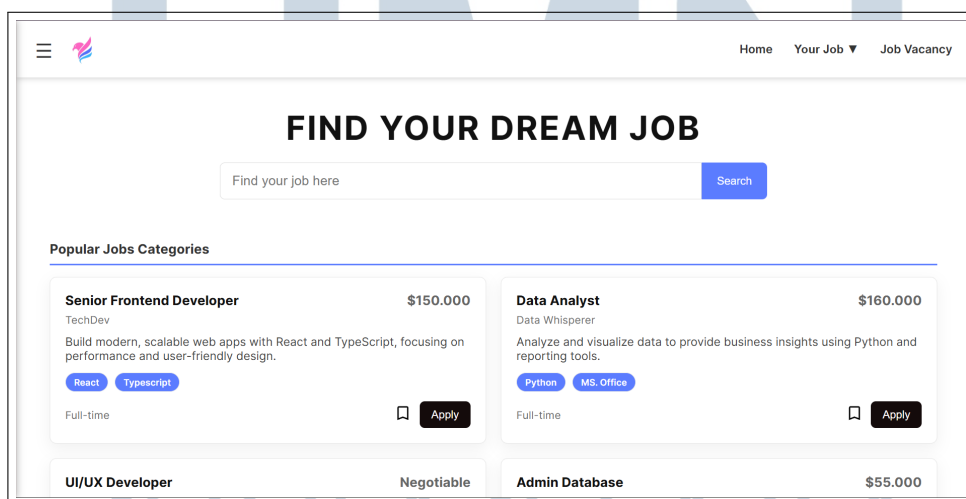 Home Your Job ▼ Job Vacancy
FIND YOUR DREAM JOB
Find your job here
Search
Popular Jobs Categories
Senior Frontend Developer $150.000
TechDev
Build modern, scalable web apps with React and TypeScript, focusing on
performance and user-friendly design.
React Typescript
Full-time Apply
Data Analyst $160.000
Data Whisperer
Analyze and visualize data to provide business insights using Python and
reporting tools.
Python MS. Office
Full-time Apply
UI/UX Developer Negotiable
Admin Database $55.000